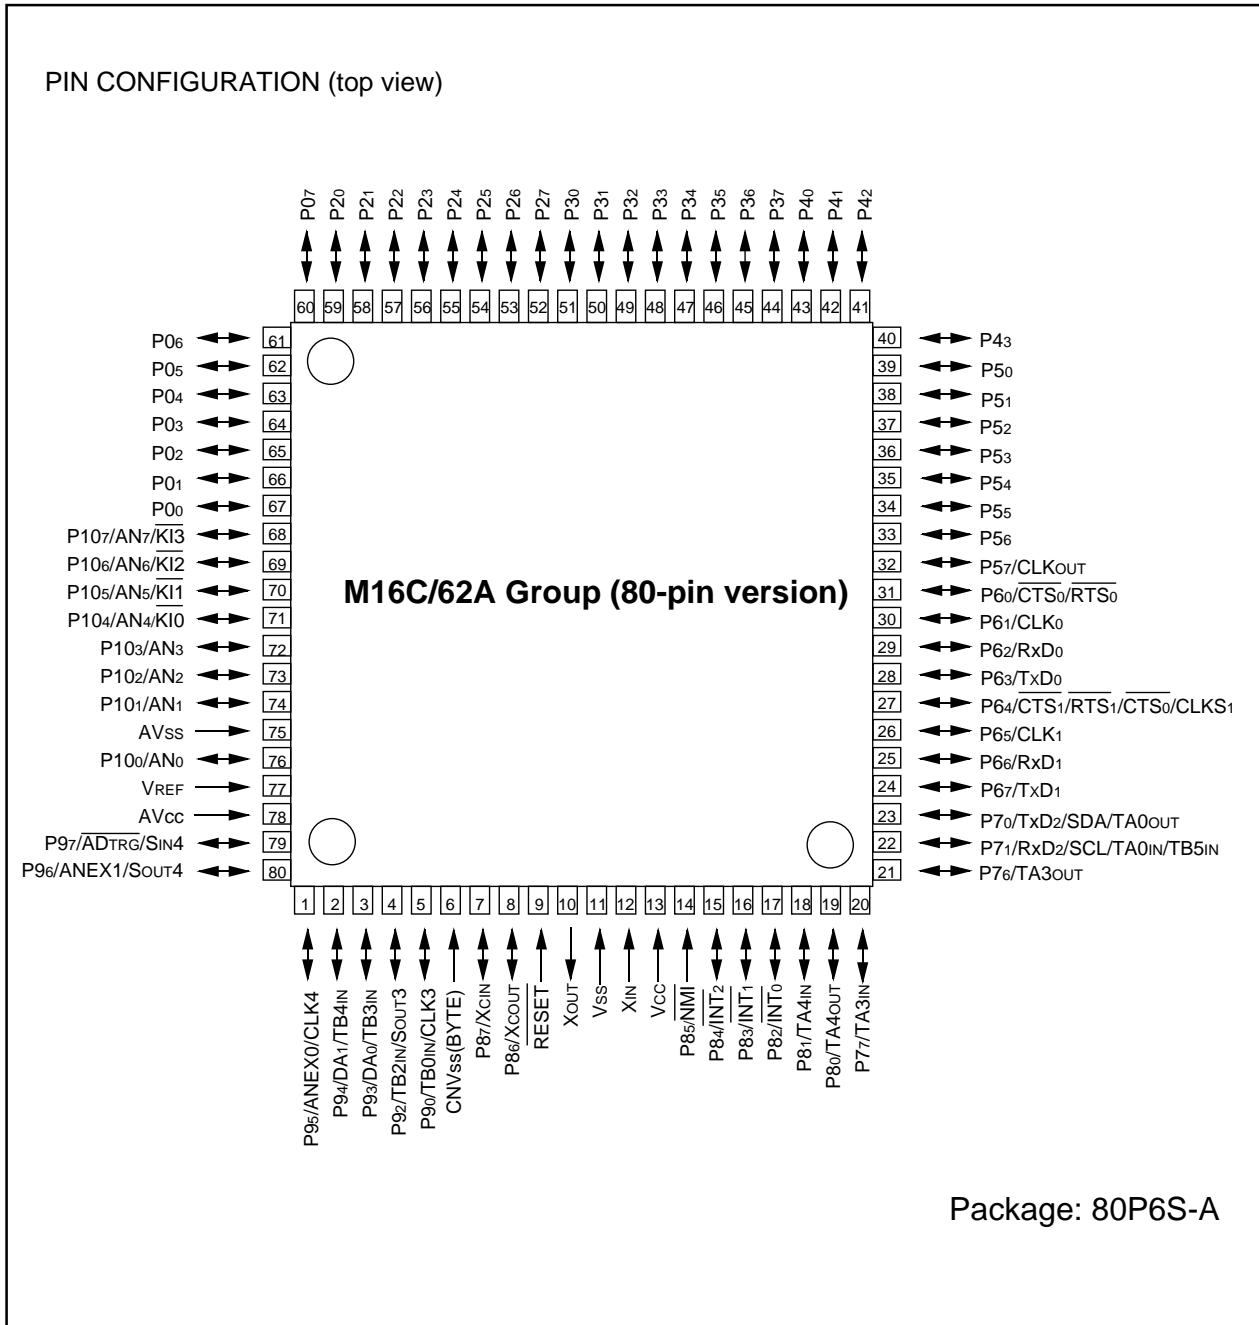 PIN CONFIGURATION (top view)
P07
P20
P21
P22
P23
P24
P25
P26
P27
P30
P31
P32
P33
P34
P35
P36
P37
P40
P41
P42
60 59 58 57 56 55 54 53 52 51 50 49 48 47 46 45 44 43 42 41
P06 61
P05 62
P04 63
P03 64
P02 65
P01 66
P00 67
P107/AN7/KI3 68
P106/AN6/KI2 69
P105/AN5/KI1 70
P104/AN4/KI0 71
P103/AN3 72
P102/AN2 73
P101/AN1 74
AVSS 75
P100/AN0 76
VREF 77
AVCC 78
P97/ADTRG/SIN4 79
P96/ANEX1/SOUT4 80
M16C/62A Group (80-pin version)
40 P43
39 P50
38 P51
37 P52
36 P53
35 P54
34 P55
33 P56
32 P57/CLKOUT
31 P60/CTS0/RTS0
30 P61/CLK0
29 P62/RxD0
28 P63/TXD0
27 P64/CTS1/RTS1/CTS0/CLKS1
26 P65/CLK1
25 P66/RxD1
24 P67/TXD1
23 P70/TXD2/SDA/TA0OUT
22 P71/RxD2/SCL/TA0IN/TB5IN
21 P76/TA3OUT
1 2 3 4 5 6 7 8 9 10 11 12 13 14 15 16 17 18 19 20
P95/ANEX0/CLK4
P94/DA1/TB4IN
P93/DA0/TB3IN
P92/TB2IN/SOUT3
P90/TB0IN/CLK3
CNVss(BYTE)
P87/XCIN
P86/XCOUT
RESET
XOUT
VSS
XIN
VCC
P85/NMI
P84/INT2
P83/INT1
P82/INT0
P81/TA4IN
P80/TA4OUT
P77/TA3IN
Package: 80P6S-A